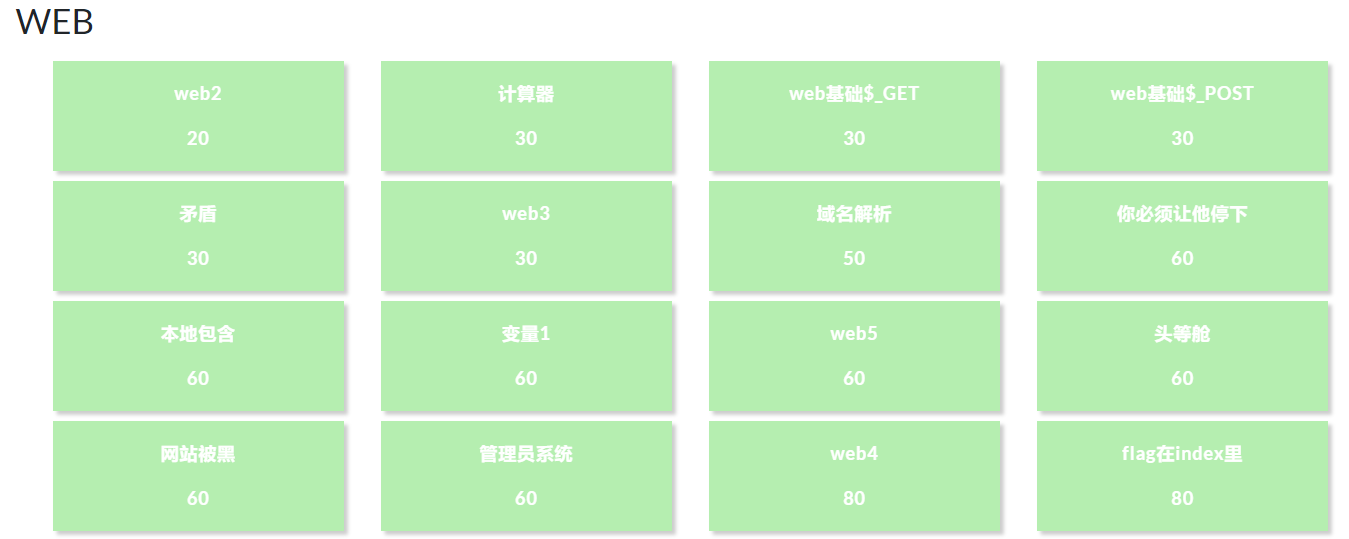 WEB
web2
20
计算器
30
web基础$_GET
30
web基础$_POST
30
矛盾
30
web3
30
域名解析
50
你必须让他停下
60
本地包含
60
变量1
60
web5
60
头等舱
60
网站被黑
60
管理员系统
60
web4
80
flag在index里
80